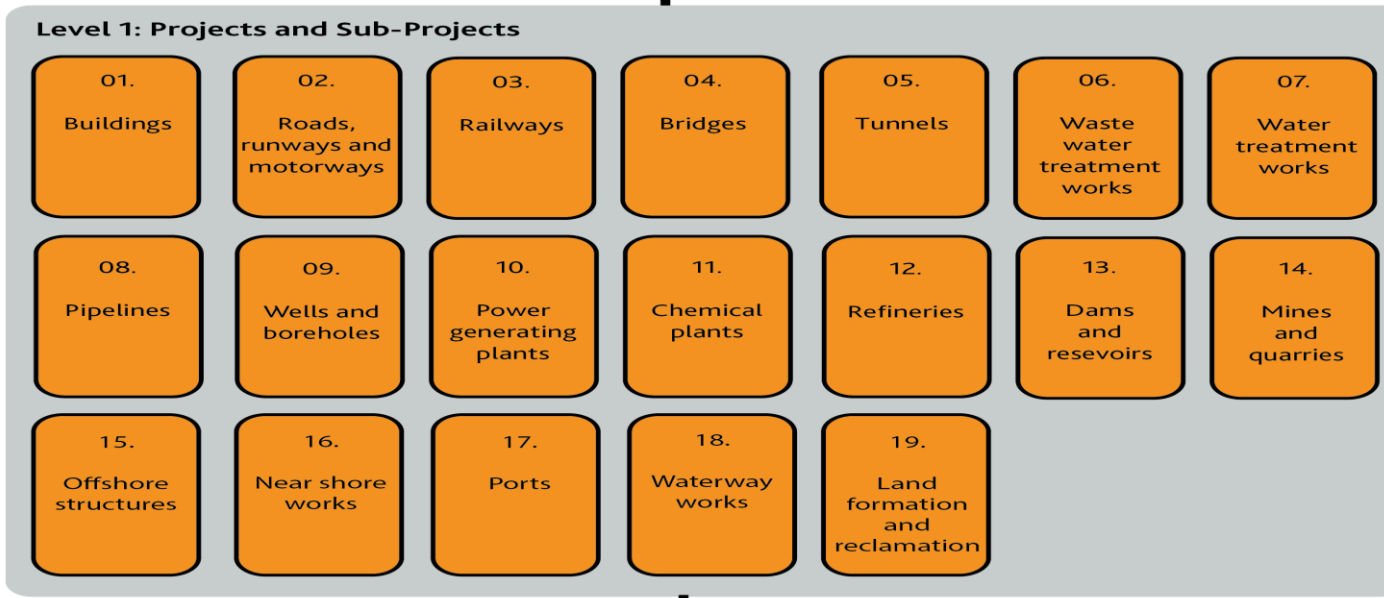 Level 1: Projects and Sub-Projects
01.
Buildings
02.
Roads,
runways and
motorways
03.
Railways
04.
Bridges
05.
Tunnels
06.
Waste
water
treatment
works
07.
Water
treatment
works
08.
Pipelines
09.
Wells and
boreholes
10.
Power
generating
plants
11.
Chemical
plants
12.
Refineries
13.
Dams
and
resevoirs
14.
Mines
and
quarries
15.
Offshore
structures
16.
Near shore
works
17.
Ports
18.
Waterway
works
19.
Land
formation
and
reclamation